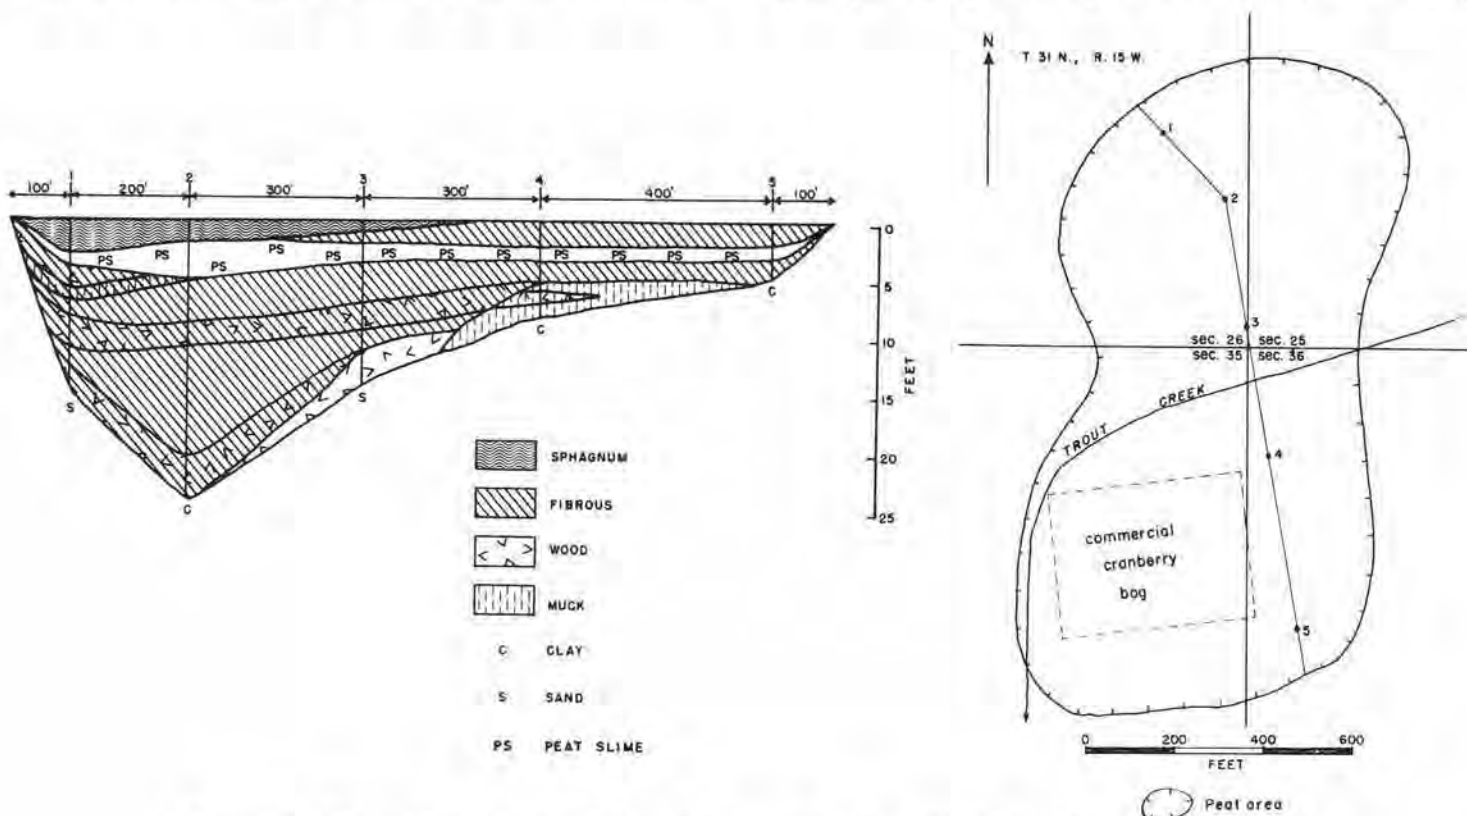 1 2 3 4 5
100' 200' 300' 300' 400' 100'
PS PS PS PS PS PS PS PS PS PS PS PS
S C S C C
0
5
10
15
20
25
FEET
SPHAGNUM
FIBROUS
WOOD
MUCK
C CLAY
S SAND
PS PEAT SLIME
N
T. 31 N., R. 15 W.
1
2
3
sec. 26 sec. 25
sec. 35 sec. 36
TROUT CREEK
4
commercial
cranberry
bog
5
0 200 400 600
FEET
Peat area